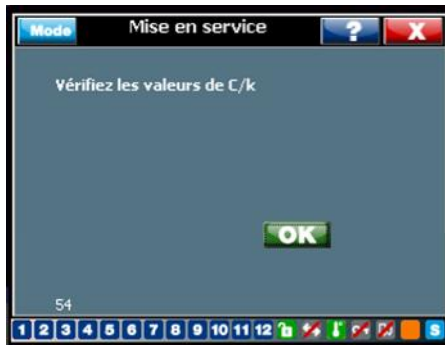 Mode Mise en service ? X
Vérifiez les valeurs de C/k
OK
54
1 2 3 4 5 6 7 8 9 10 11 12 S